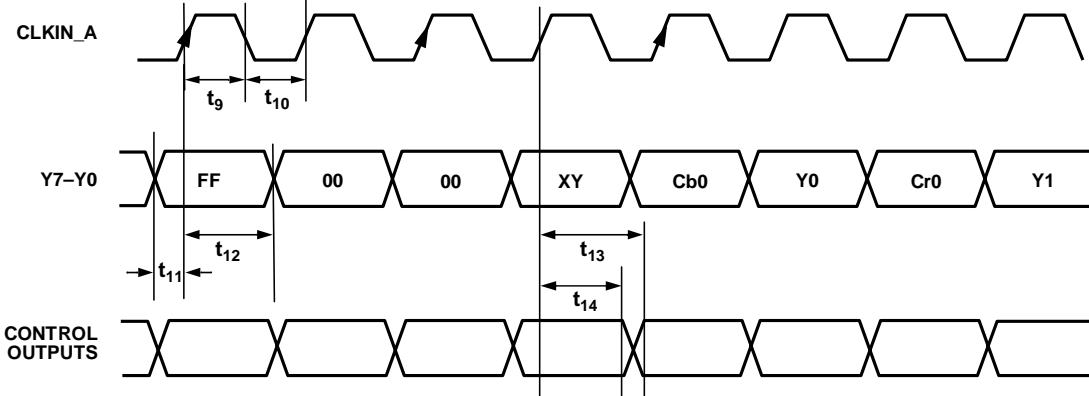 CLKIN_A
t9
t10
Y7–Y0
FF
00
00
XY
Cb0
Y0
Cr0
Y1
t12
t13
t11
t14
CONTROL
OUTPUTS